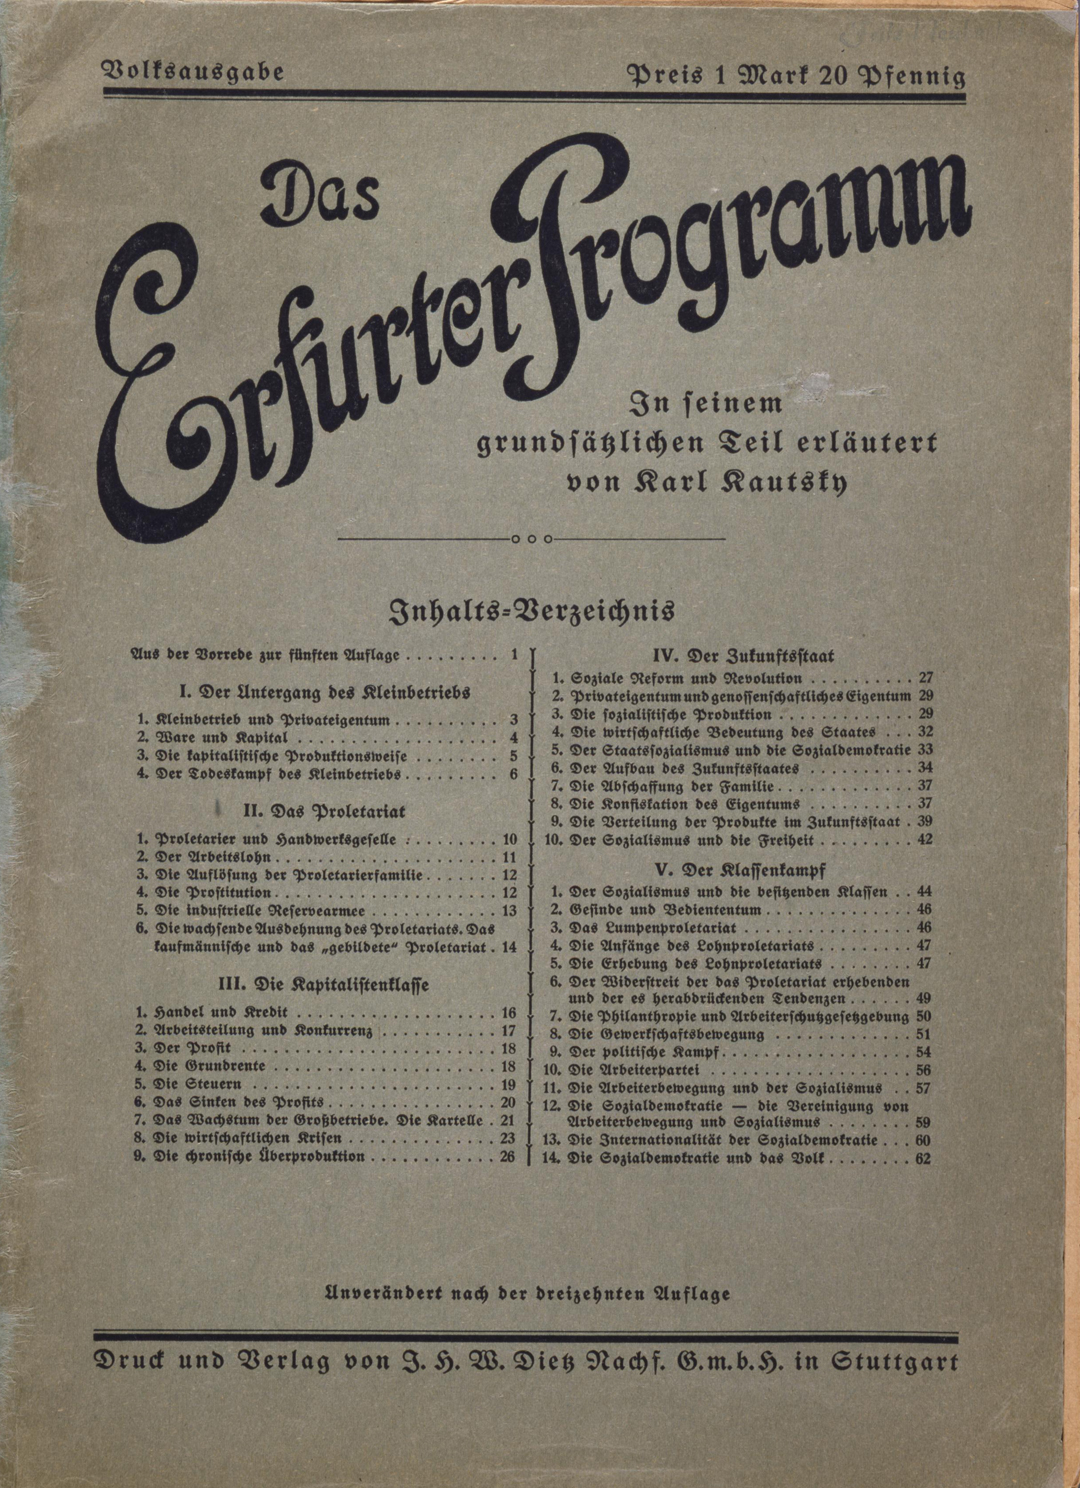 Volksausgabe
Preis 1 Mark 20 Pfennig
Das
Erfurter Programm
In seinem
grundsätzlichen Teil erläutert
von Karl Kautsky
Inhalts-Verzeichnis
Aus der Vorrede zur fünften Auflage . . . . . . . . . 1
I. Der Untergang des Kleinbetriebs
1. Kleinbetrieb und Privateigentum . . . . . . . . . . 3
2. Ware und Kapital . . . . . . . . . . . . . . . . . 4
3. Die kapitalistische Produktionsweise . . . . . . . . 5
4. Der Todeskampf des Kleinbetriebs . . . . . . . . . 6
II. Das Proletariat
1. Proletarier und Handwerksgeselle . . . . . . . . . 10
2. Der Arbeitslohn . . . . . . . . . . . . . . . . . . 11
3. Die Auflösung der Proletarierfamilie . . . . . . . 12
4. Die Prostitution . . . . . . . . . . . . . . . . . . 12
5. Die industrielle Reservearmee . . . . . . . . . . . 13
6. Die wachsende Ausdehnung des Proletariats. Das
kaufmännische und das „gebildete“ Proletariat . 14
III. Die Kapitalistenklasse
1. Handel und Kredit . . . . . . . . . . . . . . . . 16
2. Arbeitsteilung und Konkurrenz . . . . . . . . . . 17
3. Der Profit . . . . . . . . . . . . . . . . . . . . 18
4. Die Grundrente . . . . . . . . . . . . . . . . . . 18
5. Die Steuern . . . . . . . . . . . . . . . . . . . 19
6. Das Sinken des Profits . . . . . . . . . . . . . . 20
7. Das Wachstum der Großbetriebe. Die Kartelle . 21
8. Die wirtschaftlichen Krisen . . . . . . . . . . . . 23
9. Die chronische Überproduktion . . . . . . . . . . . 26
IV. Der Zukunftsstaat
1. Soziale Reform und Revolution . . . . . . . . . 27
2. Privateigentum und genossenschaftliches Eigentum 29
3. Die sozialistische Produktion . . . . . . . . . . . 29
4. Die wirtschaftliche Bedeutung des Staates . . . 32
5. Der Staatssozialismus und die Sozialdemokratie 33
6. Der Aufbau des Zukunftsstaates . . . . . . . . . 34
7. Die Abschaffung der Familie . . . . . . . . . . . 37
8. Die Konfiskation des Eigentums . . . . . . . . . 37
9. Die Verteilung der Produkte im Zukunftsstaat . 39
10. Der Sozialismus und die Freiheit . . . . . . . . 42
V. Der Klassenkampf
1. Der Sozialismus und die besitzenden Klassen . . 44
2. Gesinde und Bediententum . . . . . . . . . . . . 46
3. Das Lumpenproletariat . . . . . . . . . . . . . . 46
4. Die Anfänge des Lohnproletariats . . . . . . . . 47
5. Die Erhebung des Lohnproletariats . . . . . . . . 47
6. Der Widerstreit der das Proletariat erhebenden
und der es herabdrückenden Tendenzen . . . . . 49
7. Die Philanthropie und Arbeiterschutzgesetzgebung 50
8. Die Gewerkschaftsbewegung . . . . . . . . . . . 51
9. Der politische Kampf . . . . . . . . . . . . . . . 54
10. Die Arbeiterpartei . . . . . . . . . . . . . . . . 56
11. Die Arbeiterbewegung und der Sozialismus . . 57
12. Die Sozialdemokratie — die Vereinigung von
Arbeiterbewegung und Sozialismus . . . . . . . 59
13. Die Internationalität der Sozialdemokratie . . . 60
14. Die Sozialdemokratie und das Volk . . . . . . . 62
Unverändert nach der dreizehnten Auflage
Druck und Verlag von J. H. W. Dietz Nachf. G.m.b.H. in Stuttgart